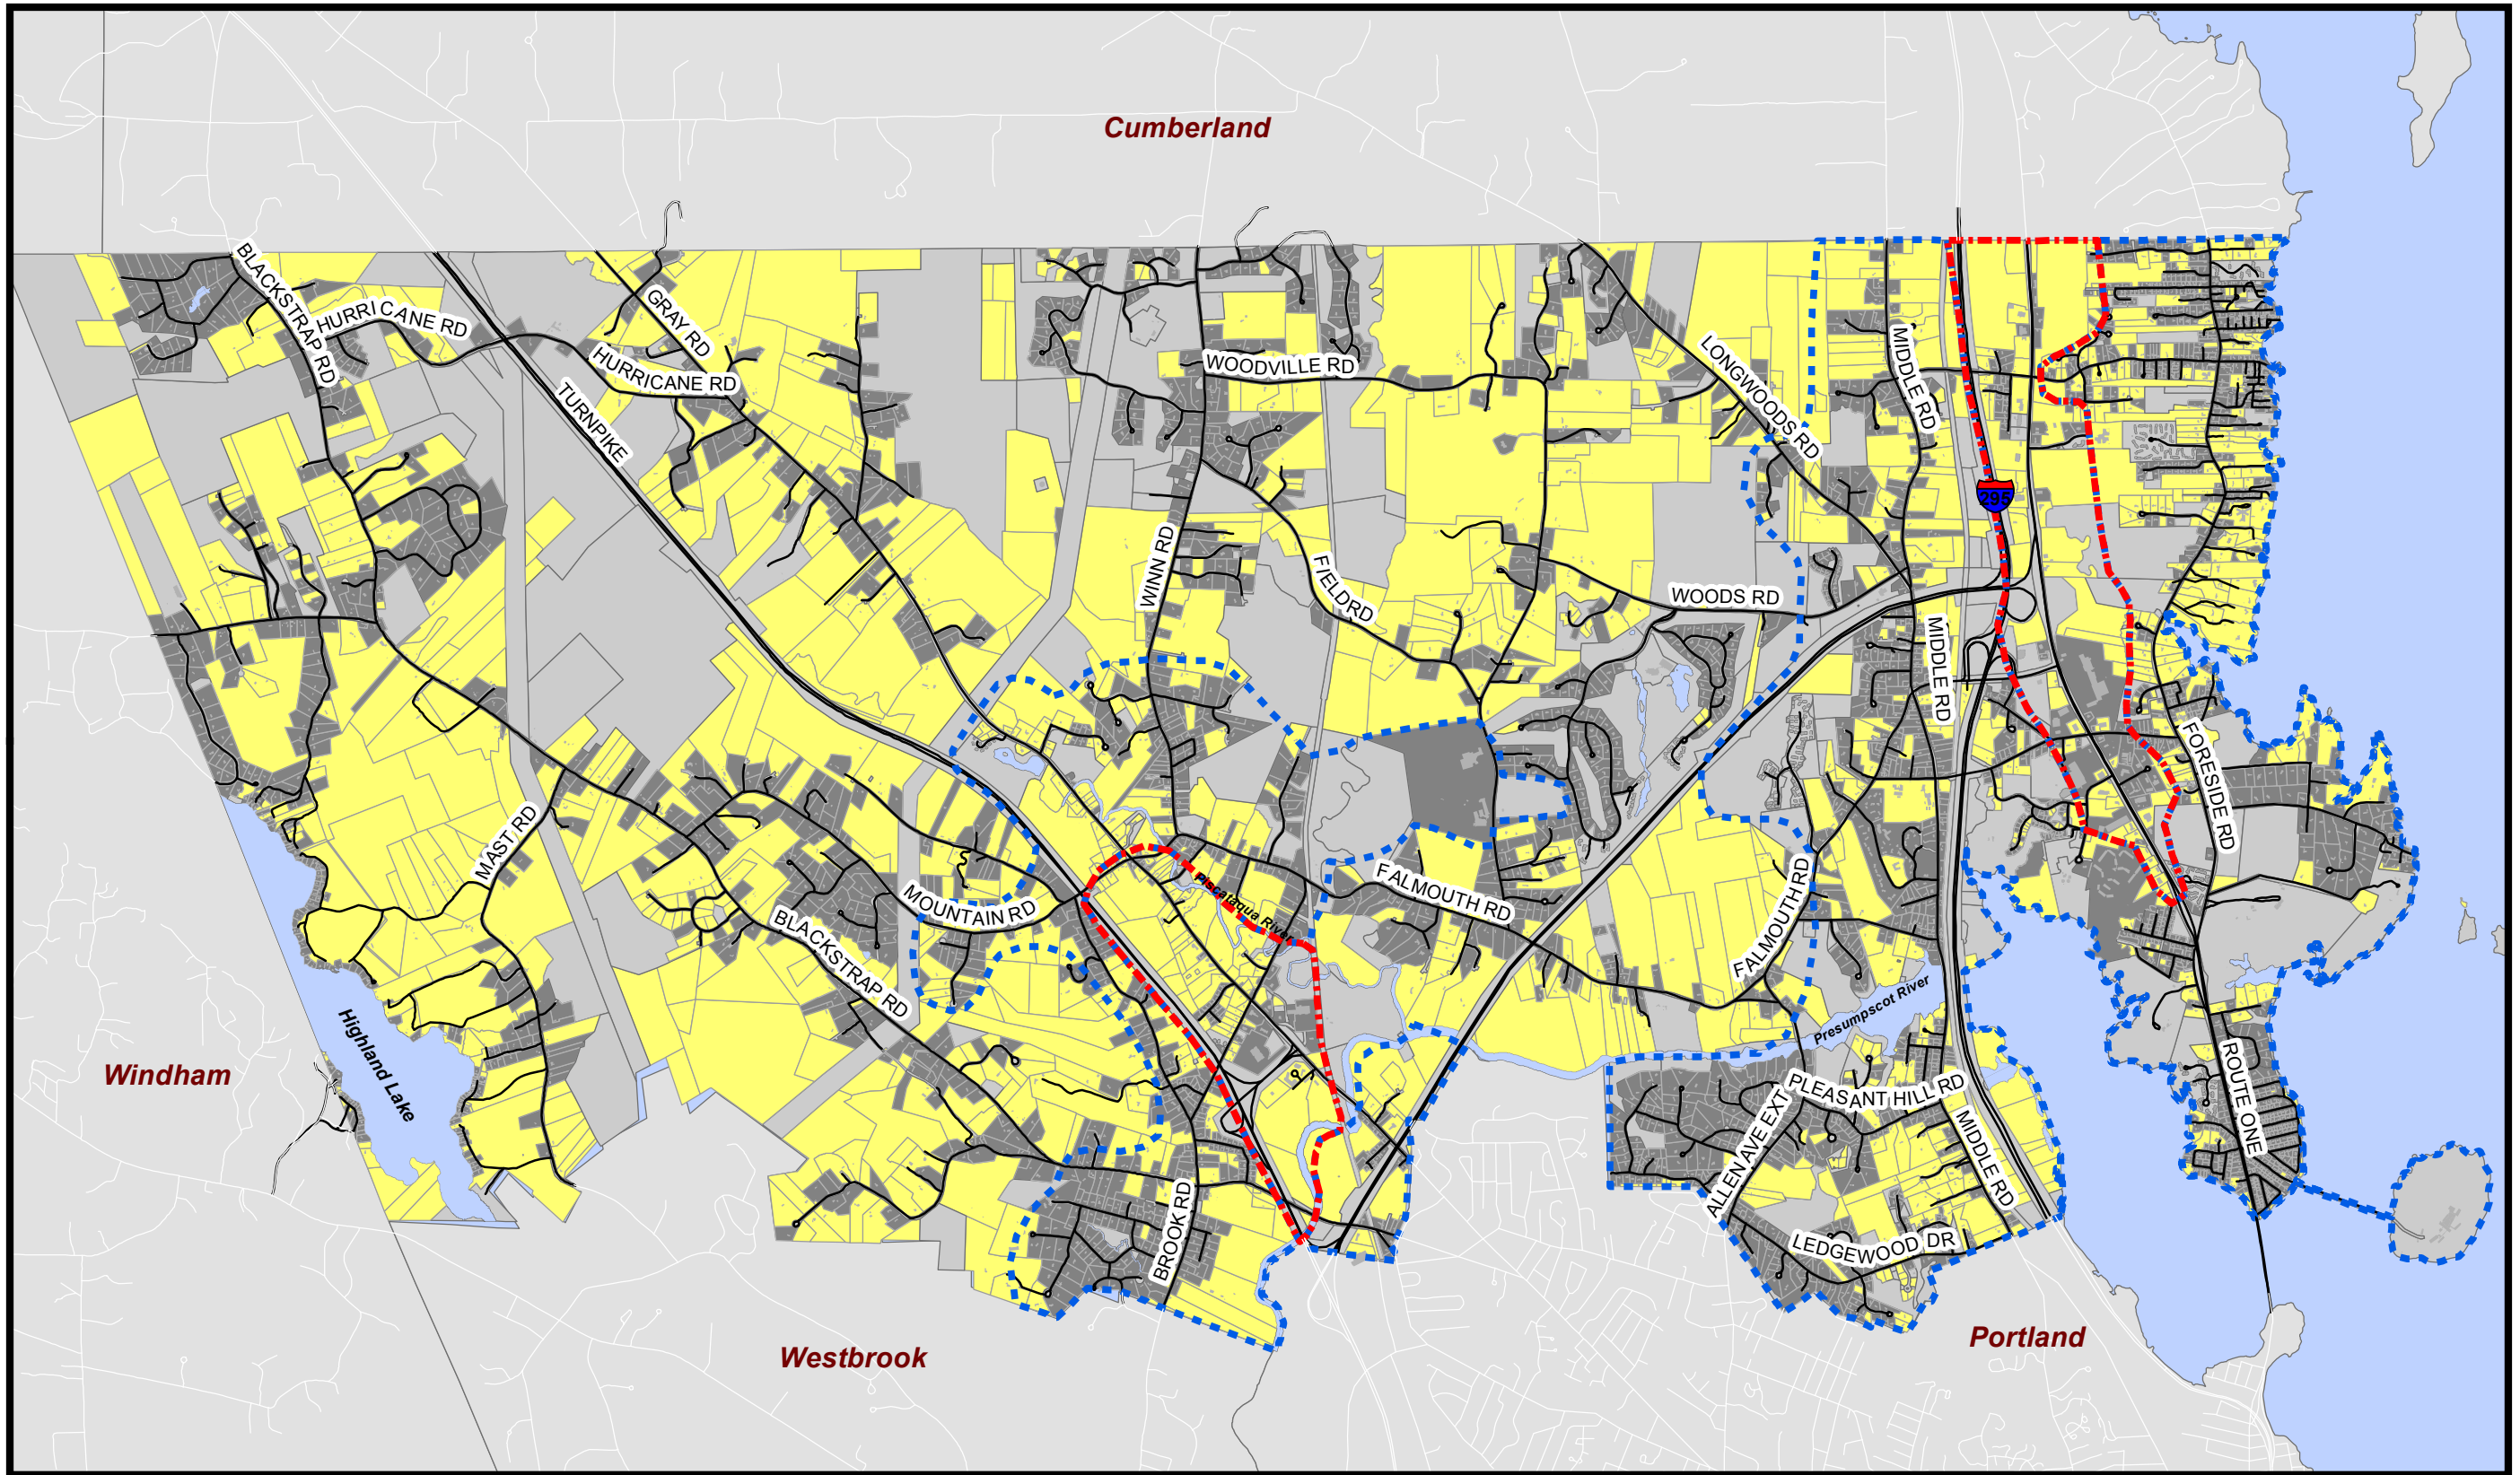 Cumberland
BLACKSTRAP RD
HURRICANE RD
GRAY RD
HURRICANE RD
TURNPIKE
WOODVILLE RD
LONGWOODS RD
MIDDLE RD
295
WINN RD
FIELD RD
WOODS RD
MIDDLE RD
FORESIDE RD
MAST RD
MOUNTAIN RD
BLACKSTRAP RD
Piscataqua River
FALMOUTH RD
FALMOUTH RD
Presumpscot River
Highland Lake
Windham
PLEASANT HILL RD
ALLEN AVE EXT
MIDDLE RD
ROUTE ONE
BROOK RD
LEDGEWOOD DR
Westbrook
Portland